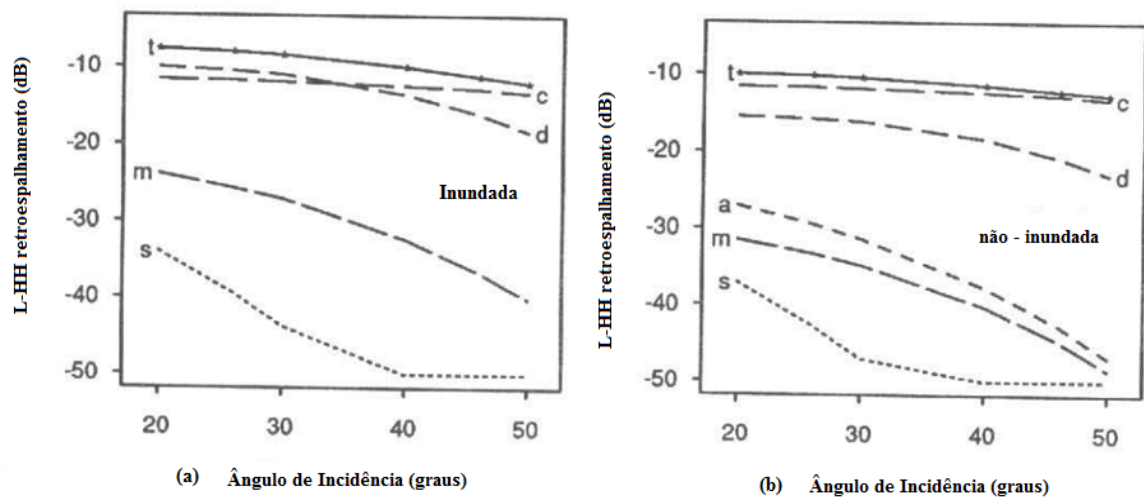 L-HH retroespalhamento (dB)
-10
-20
-30
-40
-50
t
c
d
m
s
Inundada
20 30 40 50
(a) Ângulo de Incidência (graus)
L-HH retroespalhamento (dB)
-10
-20
-30
-40
-50
t
c
d
a
m
s
não - inundada
20 30 40 50
(b) Ângulo de Incidência (graus)